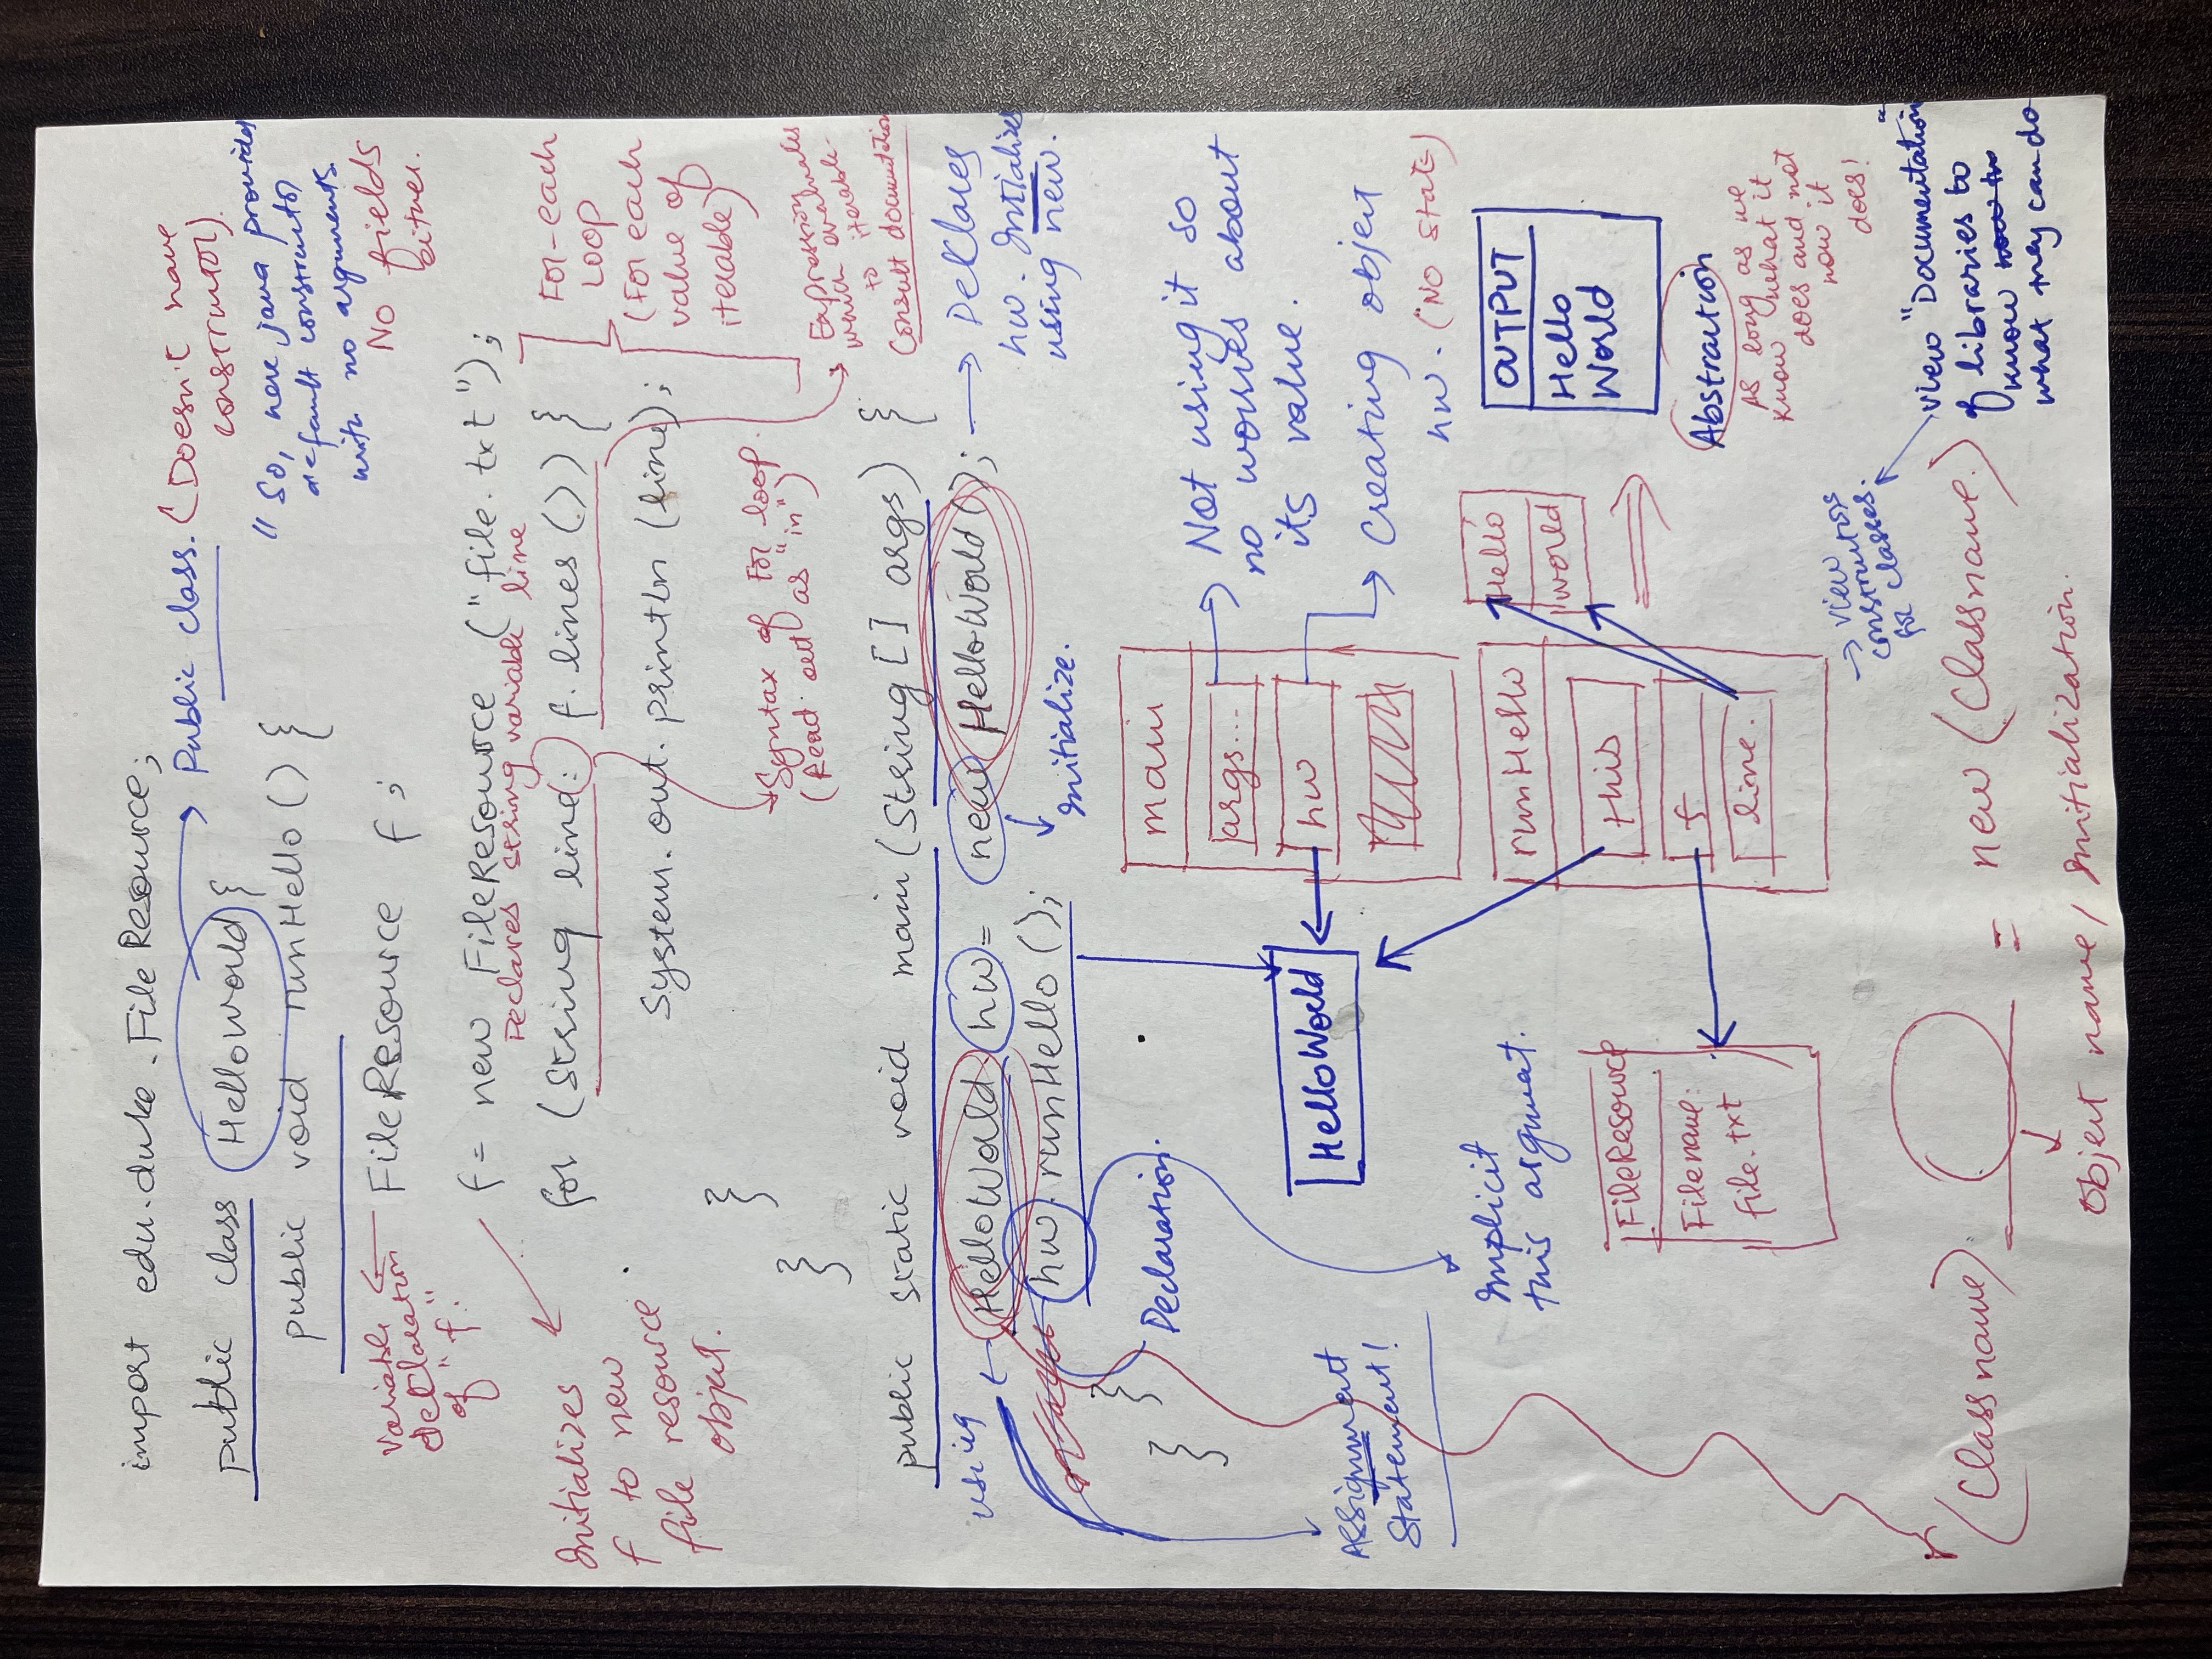 import edu.duke.FileResource;
public class HelloWorld {
Public class.
(Doesn't have
constructor).
"So, here java provides
default constructor
with no arguments.
No fields
either.
public void runHello () {
FileResource f;
Variable
declaration
of "f".
f = new FileResource ("file.txt");
Declares string variable line
for (string line : f.lines ()) {
System.out.println (line);
}
}
Initializes
f to new
file resource
object.
For-each
Loop
(For each
value of
iterable)
Syntax of For loop.
(Read out as "in")
to iterable
Consult documentation
public static void main (String [] args) {
using
HelloWorld hw = new HelloWorld ();
Declares
hw. Initializes
using new.
hw.runHello ();
initialize.
}
}
Declaration.
Assignment
Statement!
Implicit
this argument.
HelloWorld
main
args...
hw
Not using it so
no worries about
its value.
Creating object
hw. (No state)
runHello
this
f
line.
Hello
World
OUTPUT
Hello
World
FileResource
Filename:
file.txt
Abstraction
As long as we
know what it
does and not
how it
does!
view
constructors
for classes.
view "Documentation"
of libraries to
know
what they can do
(Class name). = new (Classname.)
Object name / initialization.